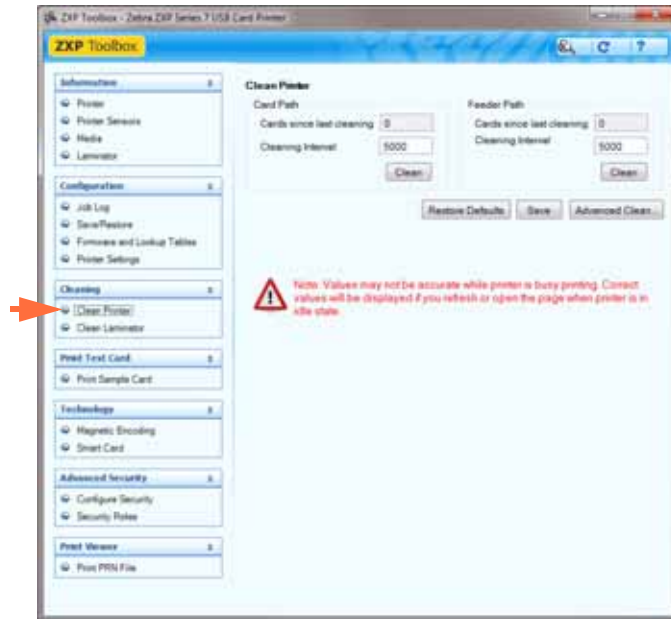 ZXP Toolbox - Zebra ZXP Series 7 USB Card Printer
ZXP Toolbox
?
Information
Printer
Printer Sensors
Media
Laminator
Configuration
Job Log
Save/Restore
Firmware and Lookup Tables
Printer Settings
Cleaning
Clean Printer
Clean Laminator
Print Test Card
Print Sample Card
Technology
Magnetic Encoding
Smart Card
Advanced Security
Configure Security
Security Roles
Print Viewer
Print PRN File
Clean Printer
Card Path
Cards since last cleaning 0
Cleaning Interval 5000
Clean
Feeder Path
Cards since last cleaning 0
Cleaning Interval 5000
Clean
Restore Defaults Save Advanced Clean...
Note: Values may not be accurate while printer is busy printing. Correct
values will be displayed if you refresh or open the page when printer is in
idle state.